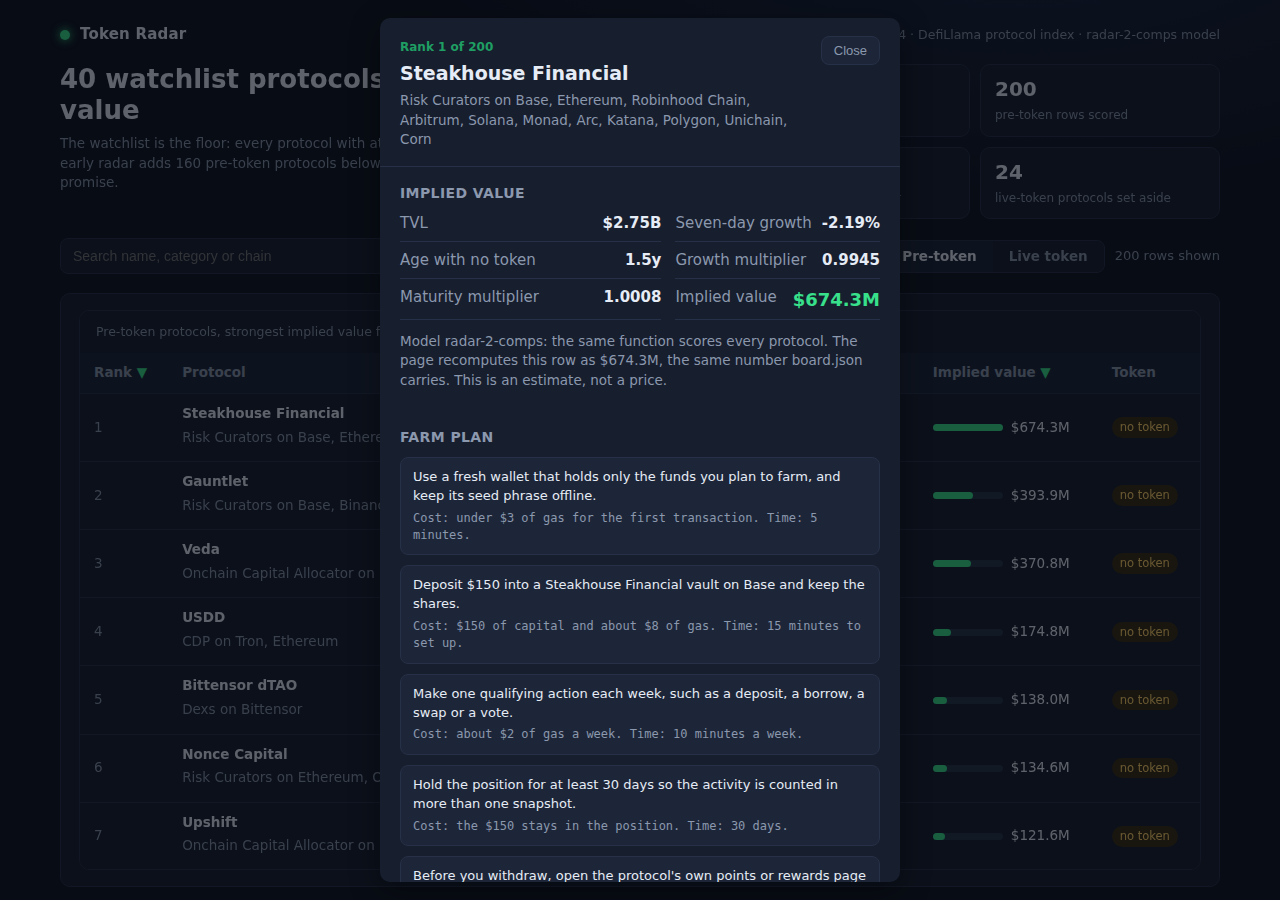 Token Radar
4 · DefiLlama protocol index · radar-2-comps model
40 watchlist protocols
value
The watchlist is the floor: every protocol with at
early radar adds 160 pre-token protocols below
promise.
200
pre-token rows scored
24
live-token protocols set aside
Search name, category or chain
Pre-token
Live token
200 rows shown
Pre-token protocols, strongest implied value f
Rank ▼
Protocol
Implied value ▼
Token
1
Steakhouse Financial
Risk Curators on Base, Ethere
$674.3M
no token
2
Gauntlet
Risk Curators on Base, Binanc
$393.9M
no token
3
Veda
Onchain Capital Allocator on
$370.8M
no token
4
USDD
CDP on Tron, Ethereum
$174.8M
no token
5
Bittensor dTAO
Dexs on Bittensor
$138.0M
no token
6
Nonce Capital
Risk Curators on Ethereum, C
$134.6M
no token
7
Upshift
Onchain Capital Allocator on
$121.6M
no token
Rank 1 of 200
Close
Steakhouse Financial
Risk Curators on Base, Ethereum, Robinhood Chain,
Arbitrum, Solana, Monad, Arc, Katana, Polygon, Unichain,
Corn
IMPLIED VALUE
TVL $2.75B
Seven-day growth -2.19%
Age with no token 1.5y
Growth multiplier 0.9945
Maturity multiplier 1.0008
Implied value $674.3M
Model radar-2-comps: the same function scores every protocol. The
page recomputes this row as $674.3M, the same number board.json
carries. This is an estimate, not a price.
FARM PLAN
Use a fresh wallet that holds only the funds you plan to farm, and
keep its seed phrase offline.
Cost: under $3 of gas for the first transaction. Time: 5
minutes.
Deposit $150 into a Steakhouse Financial vault on Base and keep the
shares.
Cost: $150 of capital and about $8 of gas. Time: 15 minutes to
set up.
Make one qualifying action each week, such as a deposit, a borrow, a
swap or a vote.
Cost: about $2 of gas a week. Time: 10 minutes a week.
Hold the position for at least 30 days so the activity is counted in
more than one snapshot.
Cost: the $150 stays in the position. Time: 30 days.
Before you withdraw, open the protocol's own points or rewards page